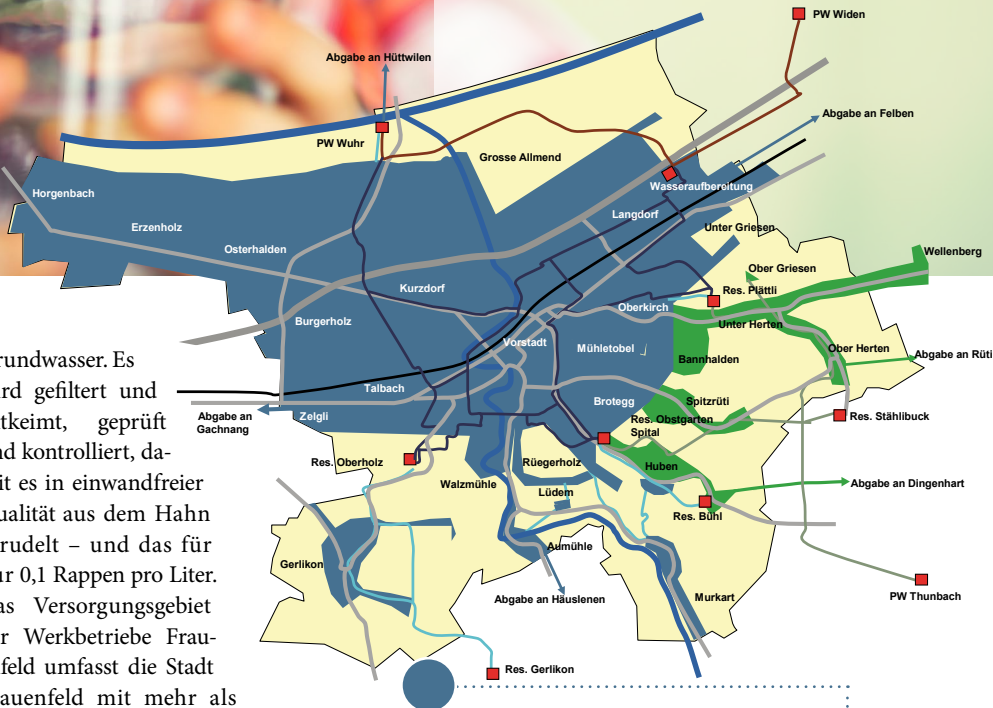 rundwasser. Es
rd gefiltert und
tkeimt, geprüft
nd kontrolliert, da-
it es in einwandfreier
ualität aus dem Hahn
rudelt – und das für
ur 0,1 Rappen pro Liter.
as Versorgungsgebiet
r Werkbetriebe Frau-
nfeld umfasst die Stadt
rauenfeld mit mehr als
PW Widen
Abgabe an Hüttwilen
Abgabe an Felben
PW Wuhr
Grosse Allmend
Wasseraufbereitung
Horgenbach
Langdorf
Erzenholz
Unter Griesen
Osterhalden
Wellenberg
Ober Griesen
Kurzdorf
Res. Plättli
Oberkirch
Burgerholz
Unter Herten
Vorstadt
Mühletobel
Ober Herten
Bannhalden
Abgabe an Rüti
Talbach
Brotegg
Spitzrüti
Abgabe an
Gachnang
Zelgli
Res. Obstgarten
Spital
Res. Stählibuck
Res. Oberholz
Rüegerholz
Huben
Walzmühle
Lüdem
Abgabe an Dingenhart
Res. Bühl
Aumühle
Gerlikon
Abgabe an Häuslenen
Murkart
PW Thunbach
Res. Gerlikon